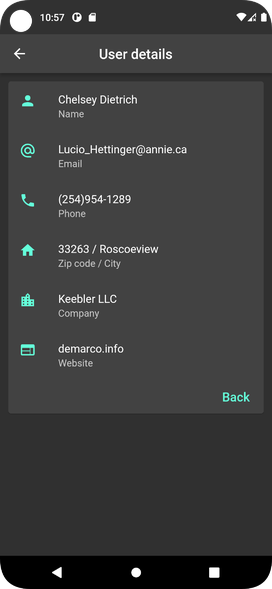 10:57
User details
Chelsey Dietrich
Name
Lucio_Hettinger@annie.ca
Email
(254)954-1289
Phone
33263 / Roscoeview
Zip code / City
Keebler LLC
Company
demarco.info
Website
Back